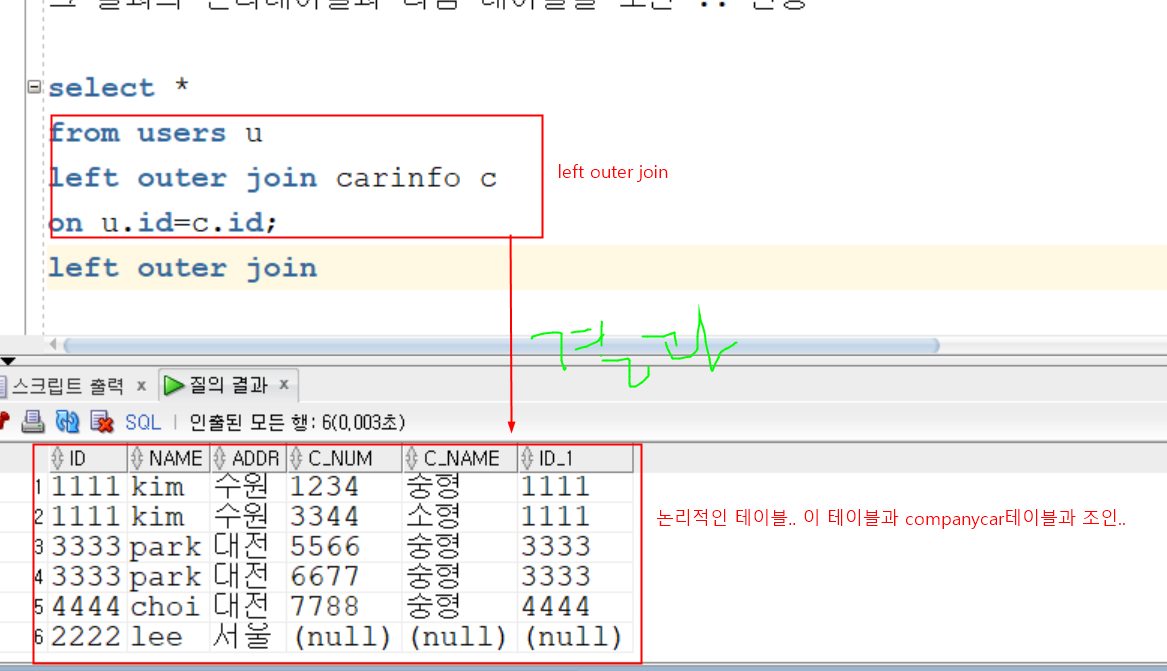 select *
from users u
left outer join carinfo c
left outer join
on u.id=c.id;
left outer join
결과
스크립트 출력 x 질의 결과 x
SQL | 인출된 모든 행: 6(0,003초)
ID NAME ADDR C_NUM C_NAME ID_1
1 1111 kim 수원 1234 중형 1111
2 1111 kim 수원 3344 소형 1111
논리적인 테이블.. 이 테이블과 companycar테이블과 조인..
3 3333 park 대전 5566 중형 3333
4 3333 park 대전 6677 중형 3333
5 4444 choi 대전 7788 중형 4444
6 2222 lee 서울 (null) (null) (null)